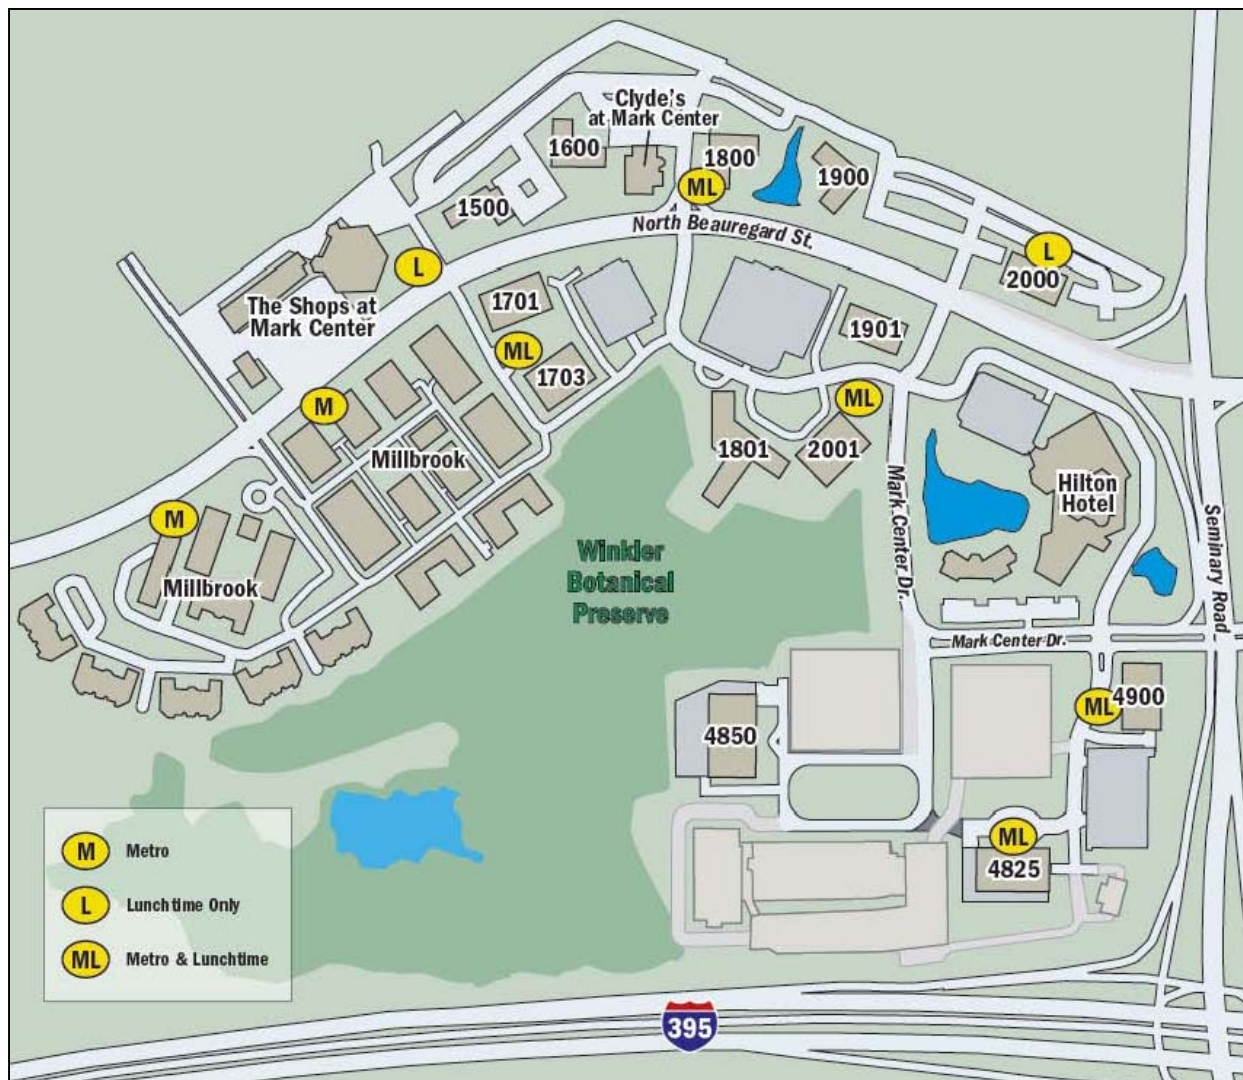 Clyde's
at Mark Center
1600
1800
ML
1900
1500
North Beauregard St.
L
L
2000
The Shops at
Mark Center
1701
1901
ML
1703
M
ML
Millbrook
1801
2001
Mark Center Dr.
Hilton
Hotel
M
Seminary Road
Millbrook
Winkler
Botanical
Preserve
Mark Center Dr.
ML
4900
4850
ML
4825
M Metro
L Lunchtime Only
ML Metro & Lunchtime
395